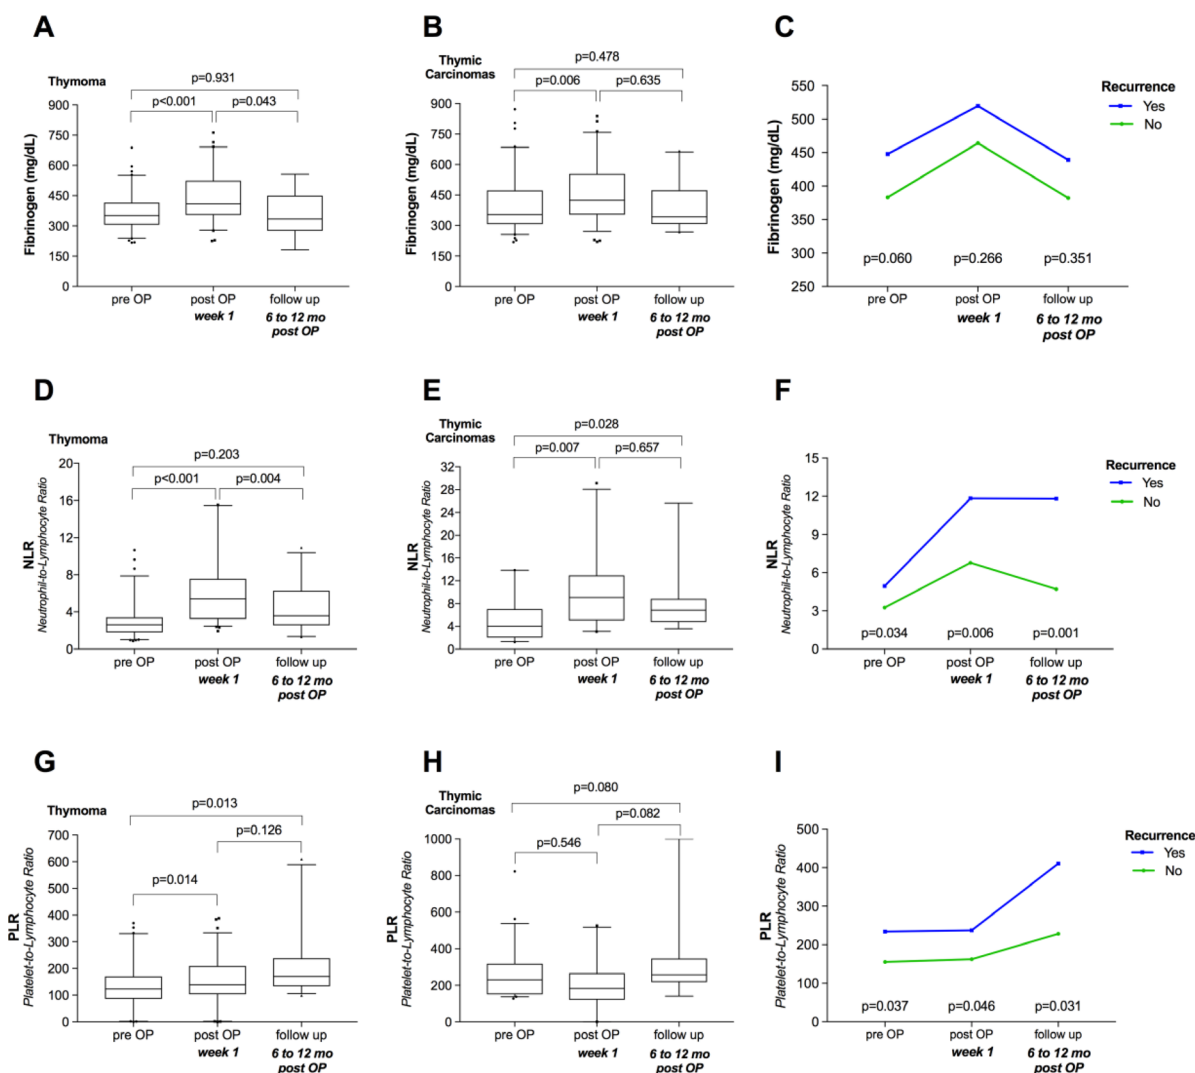 A
Thymoma
p=0.931
p<0.001
p=0.043
900
750
600
450
300
150
0
Fibrinogen (mg/dL)
pre OP
post OP
follow up
week 1
6 to 12 mo
post OP
B
Thymic
Carcinomas
p=0.478
p=0.006
p=0.635
900
750
600
450
300
150
0
Fibrinogen (mg/dL)
pre OP
post OP
follow up
week 1
6 to 12 mo
post OP
C
550
500
450
400
350
300
250
Fibrinogen (mg/dL)
Recurrence
Yes
No
p=0.060
p=0.266
p=0.351
pre OP
post OP
follow up
week 1
6 to 12 mo
post OP
D
Thymoma
p=0.203
p<0.001
p=0.004
20
16
12
8
4
0
NLR
Neutrophil-to-Lymphocyte Ratio
pre OP
post OP
follow up
week 1
6 to 12 mo
post OP
E
Thymic
Carcinomas
p=0.028
p=0.007
p=0.657
32
28
24
20
16
12
8
4
0
NLR
Neutrophil-to-Lymphocyte Ratio
pre OP
post OP
follow up
week 1
6 to 12 mo
post OP
F
15
12
9
6
3
0
NLR
Neutrophil-to-Lymphocyte Ratio
Recurrence
Yes
No
p=0.034
p=0.006
p=0.001
pre OP
post OP
follow up
week 1
6 to 12 mo
post OP
G
Thymoma
p=0.013
p=0.126
p=0.014
700
600
500
400
300
200
100
0
PLR
Platelet-to-Lymphocyte Ratio
pre OP
post OP
follow up
week 1
6 to 12 mo
post OP
H
Thymic
Carcinomas
p=0.080
p=0.082
p=0.546
1000
800
600
400
200
0
PLR
Platelet-to-Lymphocyte Ratio
pre OP
post OP
follow up
week 1
6 to 12 mo
post OP
I
500
400
300
200
100
0
PLR
Platelet-to-Lymphocyte Ratio
Recurrence
Yes
No
p=0.037
p=0.046
p=0.031
pre OP
post OP
follow up
week 1
6 to 12 mo
post OP